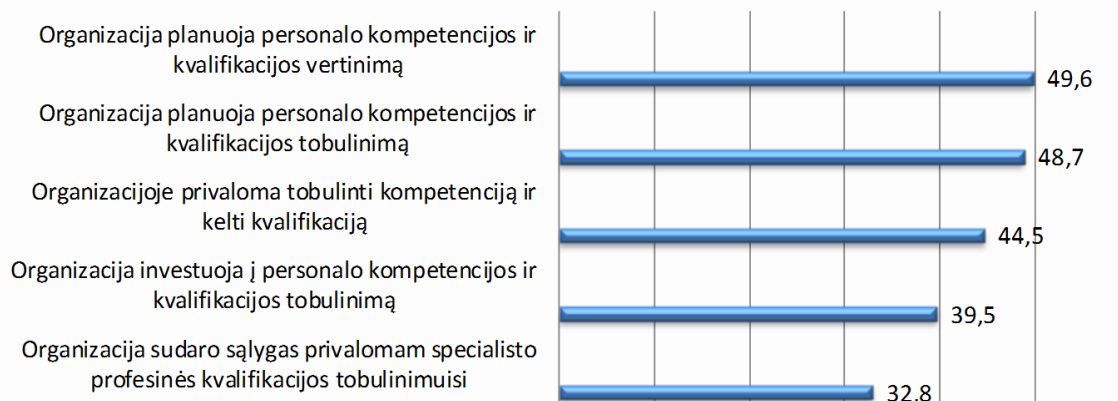 Organizacija planuoja personalo kompetencijos ir
kvalifikacijos vertinimą
49,6
Organizacija planuoja personalo kompetencijos ir
kvalifikacijos tobulinimą
48,7
Organizacijoje privaloma tobulinti kompetenciją ir
kelti kvalifikaciją
44,5
Organizacija investuoja į personalo kompetencijos ir
kvalifikacijos tobulinimą
39,5
Organizacija sudaro sąlygas privalomam specialisto
profesinės kvalifikacijos tobulinimuisi
32,8